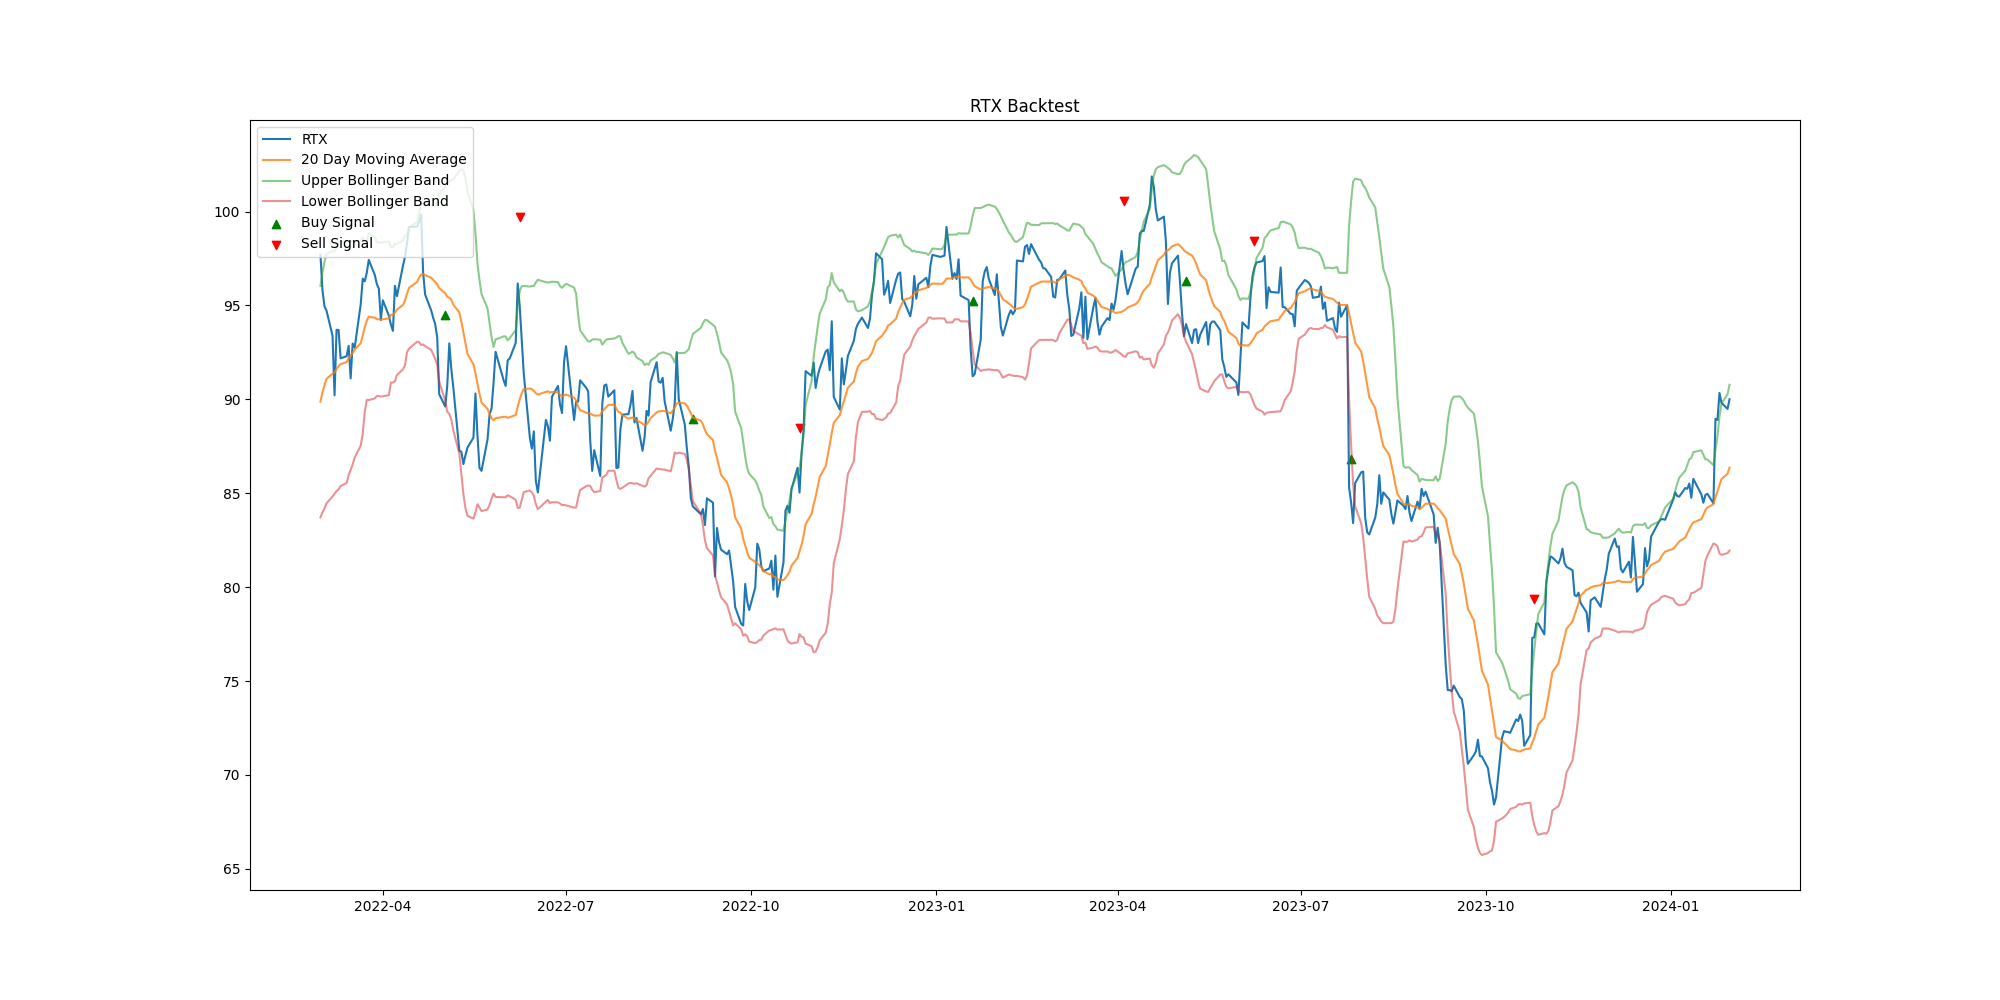 RTX Backtest
RTX
20 Day Moving Average
Upper Bollinger Band
Lower Bollinger Band
Buy Signal
Sell Signal
100
95
90
85
80
75
70
65
2022-04 2022-07 2022-10 2023-01 2023-04 2023-07 2023-10 2024-01